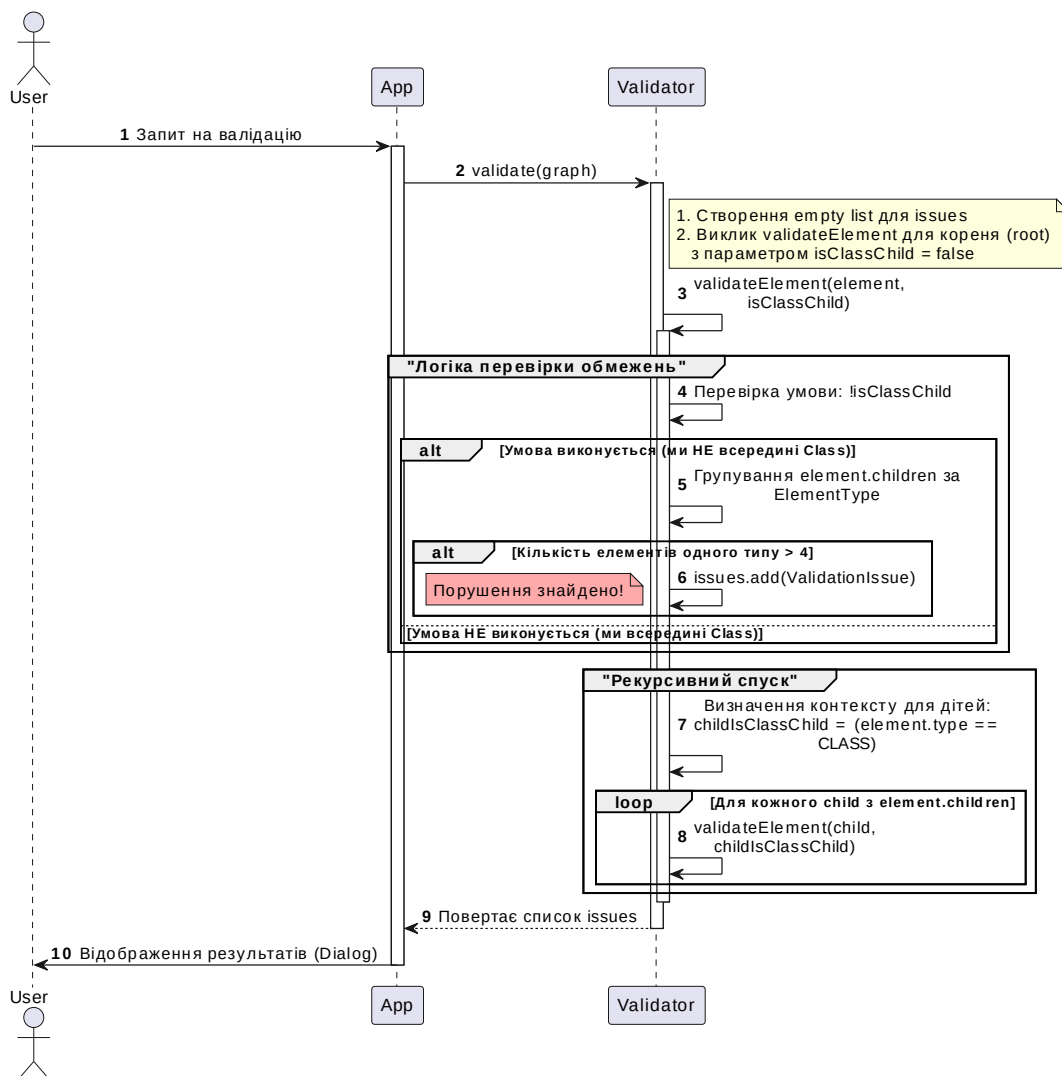 User
App
Validator
1 Запит на валідацію
2 validate(graph)
1. Створення empty list для issues
2. Виклик validateElement для кореня (root)
з параметром isClassChild = false
3 validateElement(element,
isClassChild)
"Логіка перевірки обмежень"
4 Перевірка умови: !isClassChild
alt [Умова виконується (ми НЕ всередині Class)]
5 Групування element.children за
ElementType
alt [Кількість елементів одного типу > 4]
Порушення знайдено!
6 issues.add(ValidationIssue)
[Умова НЕ виконується (ми всередині Class)]
"Рекурсивний спуск"
Визначення контексту для дітей:
7 childIsClassChild = (element.type ==
CLASS)
loop [Для кожного child з element.children]
8 validateElement(child,
childIsClassChild)
9 Повертає список issues
10 Відображення результатів (Dialog)
User
App
Validator